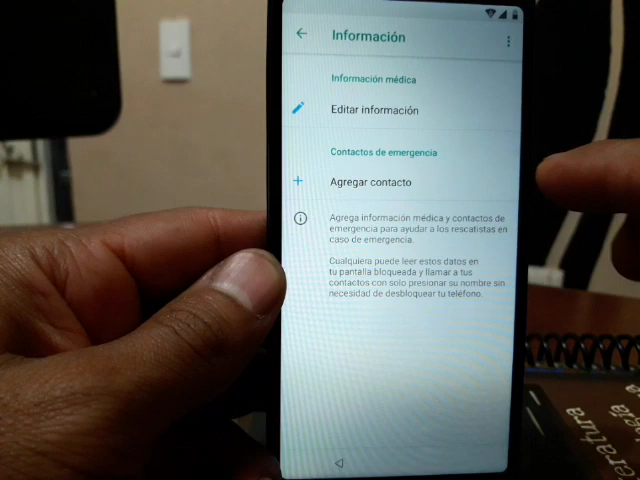 Información
Información médica
Editar información
Contactos de emergencia
Agregar contacto
Agrega información médica y contactos de
emergencia para ayudar a los rescatistas en
caso de emergencia.
Cualquiera puede leer estos datos en
tu pantalla bloqueada y llamar a tus
contactos con solo presionar su nombre sin
necesidad de desbloquear tu teléfono.